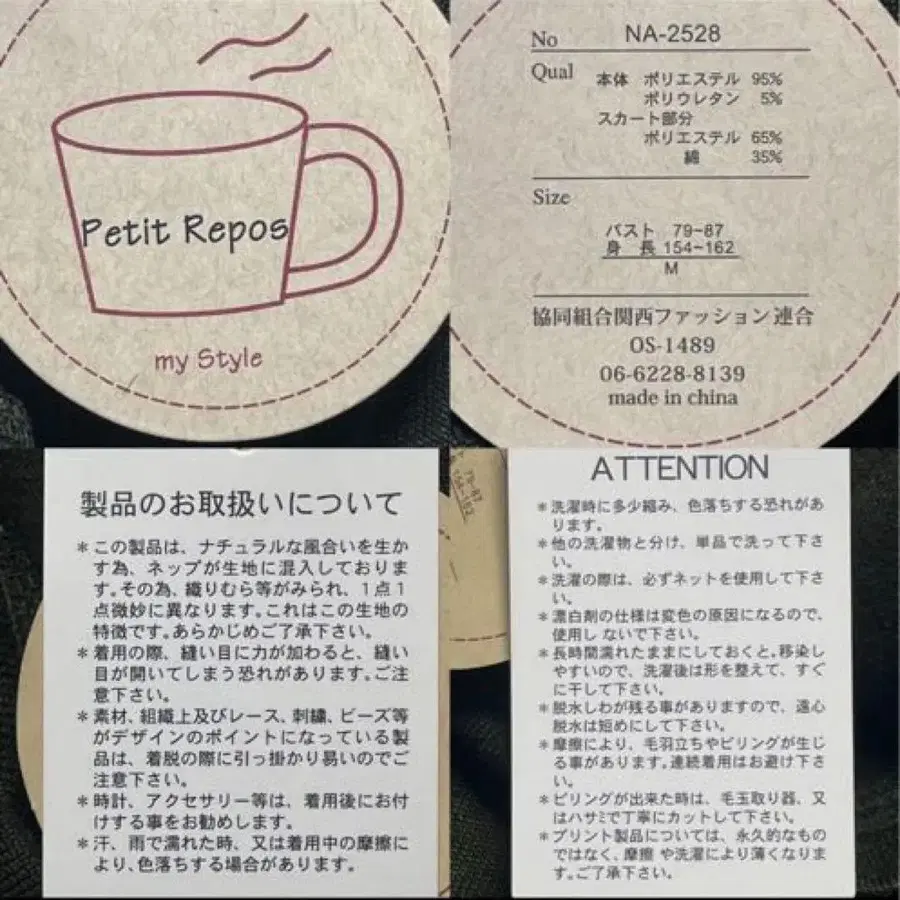 Petit Repos
my Style
No NA-2528
Qual 本体 ポリエステル 95%
ポリウレタン 5%
スカート部分
ポリエステル 65%
綿 35%
Size
バスト 79~87
身 長 154~162
M
協同組合関西ファッション連合
OS-1489
06-6228-8139
made in china
製品のお取扱いについて
*この製品は、ナチュラルな風合いを生か
す為、ネップが生地に混入しておりま
す。その為、織りむら等がみられ、1点1
点微妙に異なります。これはこの生地の
特徴です。あらかじめご了承下さい。
*着用の際、縫い目に力が加わると、縫い
目が開いてしまう恐れがあります。ご注
意下さい。
*素材、組織上及びレース、刺繍、ビーズ等
がデザインのポイントになっている製
品は、着脱の際に引っ掛かり易いのでご
注意下さい。
*時計、アクセサリー等は、着用後にお付
けする事をお勧めします。
*汗、雨で濡れた時、又は着用中の摩擦に
より、色落ちする場合があります。
79~87
154~162
ATTENTION
*洗濯時に多少縮み、色落ちする恐れがあ
ります。
*他の洗濯物と分け、単品で洗って下さ
い。
*洗濯の際は、必ずネットを使用して下さ
い。
*漂白剤の仕様は変色の原因になるので、
使用し ないで下さい。
*長時間濡れたままにしておくと。移染し
やすいので、洗濯後は形を整えて、すぐ
に干して下さい。
*脱水しわが残る事がありますので、遠心
脱水は短めにして下さい。
*摩擦により、毛羽立ちやピリングが生じ
る事があります。連続着用はお避け下さ
い。
*ピリングが出来た時は、毛玉取り器、又
はハサミで丁寧にカットして下さい。
*プリント製品については、永久的なもの
ではなく、摩擦 や洗濯により薄くなりま
す。ご了承下さい。